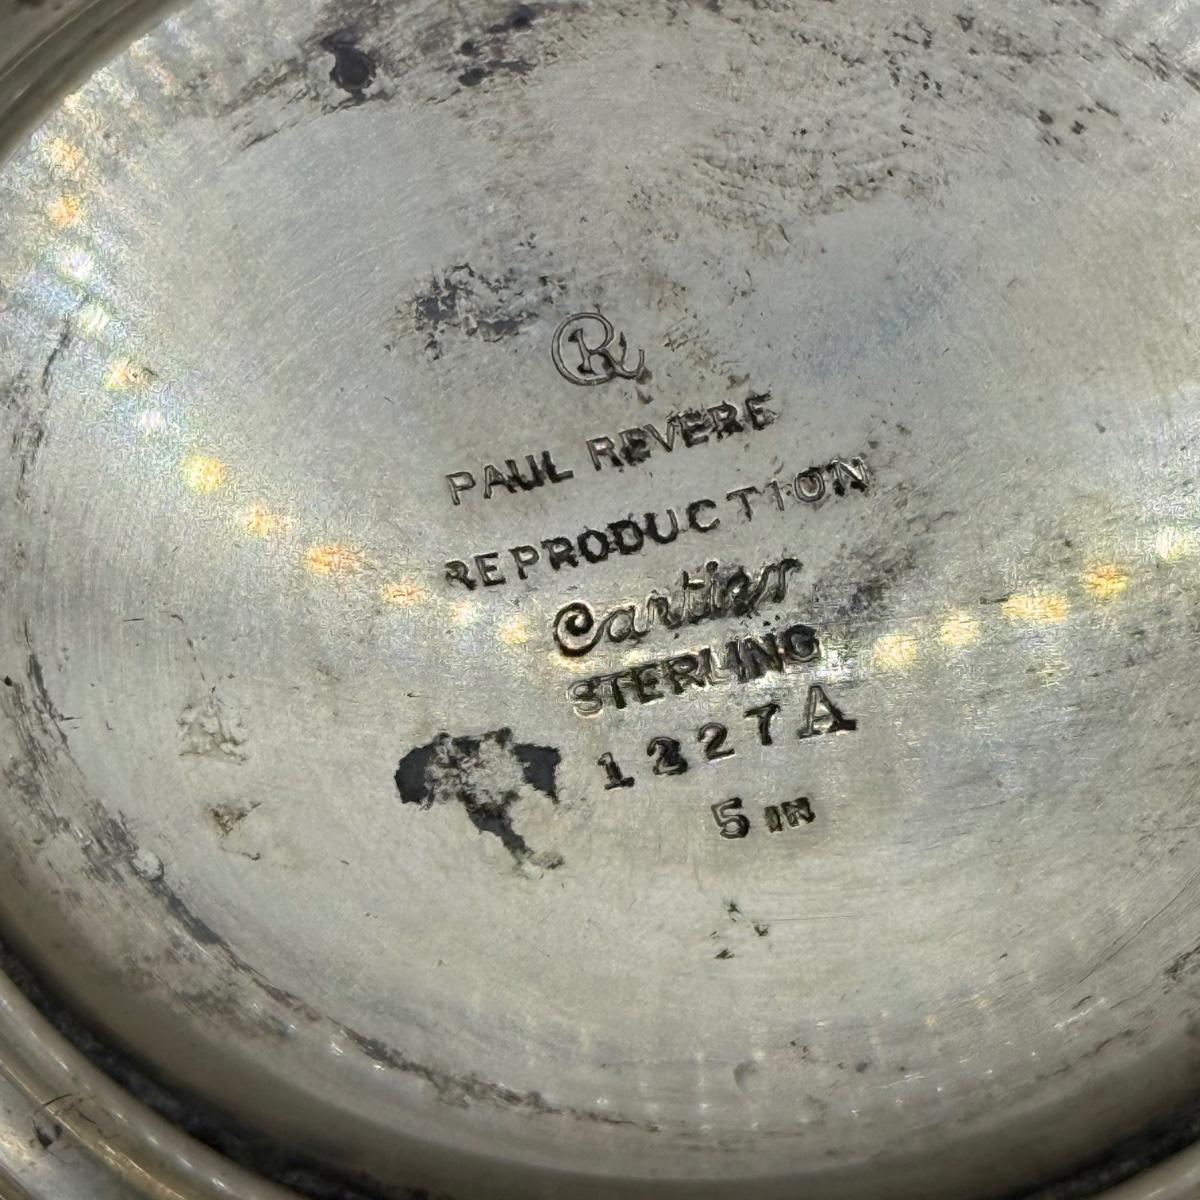 R
PAUL REVERE
REPRODUCTION
Cartier
STERLING
1227A
5 IN